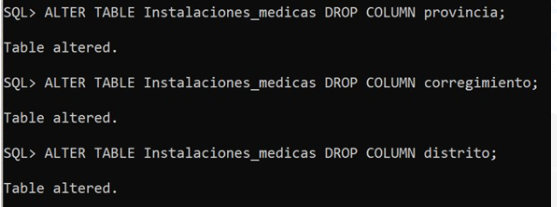 SQL> ALTER TABLE Instalaciones_medicas DROP COLUMN provincia;
Table altered.
SQL> ALTER TABLE Instalaciones_medicas DROP COLUMN corregimiento;
Table altered.
SQL> ALTER TABLE Instalaciones_medicas DROP COLUMN distrito;
Table altered.